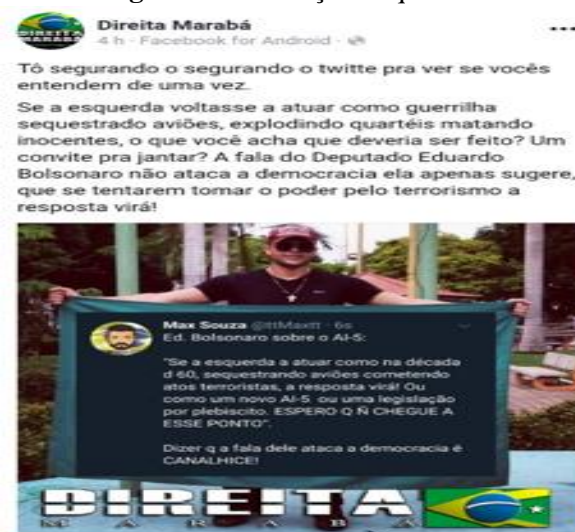 Direita Marabá
4 h · Facebook for Android ·
Tô segurando o segurando o twitte pra ver se vocês
entendem de uma vez.
Se a esquerda voltasse a atuar como guerrilha
sequestrado aviões, explodindo quartéis matando
inocentes, o que você acha que deveria ser feito? Um
convite pra jantar? A fala do Deputado Eduardo
Bolsonaro não ataca a democracia ela apenas sugere,
que se tentarem tomar o poder pelo terrorismo a
resposta virá!
Max Souza @ttMaxtt · 6s
Ed. Bolsonaro sobre o AI-5:
"Se a esquerda a atuar como na década
d 60, sequestrando aviões cometendo
atos terroristas, a resposta virá! Ou
como um novo AI-5 ou uma legislação
por plebiscito. ESPERO Q Ñ CHEGUE A
ESSE PONTO".
Dizer q a fala dele ataca a democracia é
CANALHICE!
DIREITA
MARABÁ